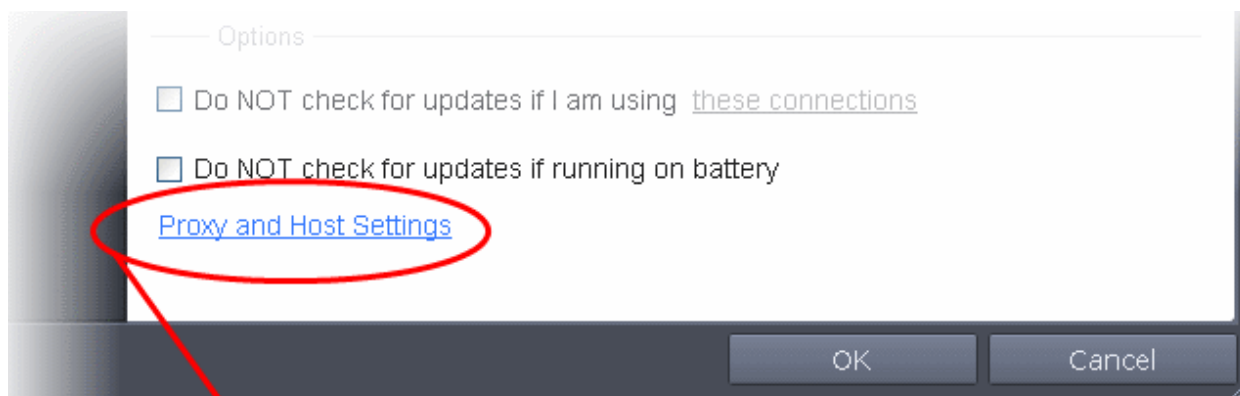 Options
Do NOT check for updates if I am using these connections
Do NOT check for updates if running on battery
Proxy and Host Settings
OK
Cancel